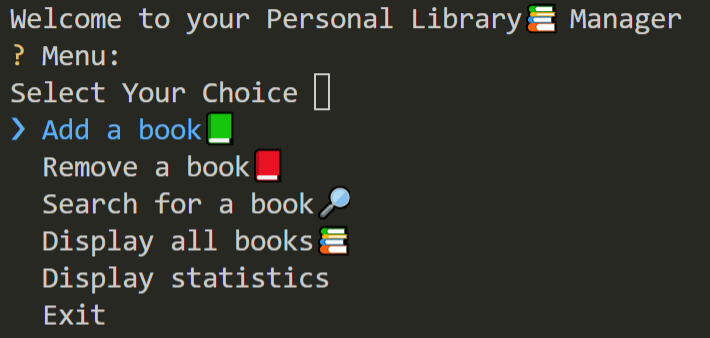 Welcome to your Personal Library📚 Manager
? Menu:
Select Your Choice
❯ Add a book📗
Remove a book📕
Search for a book🔎
Display all books📚
Display statistics
Exit